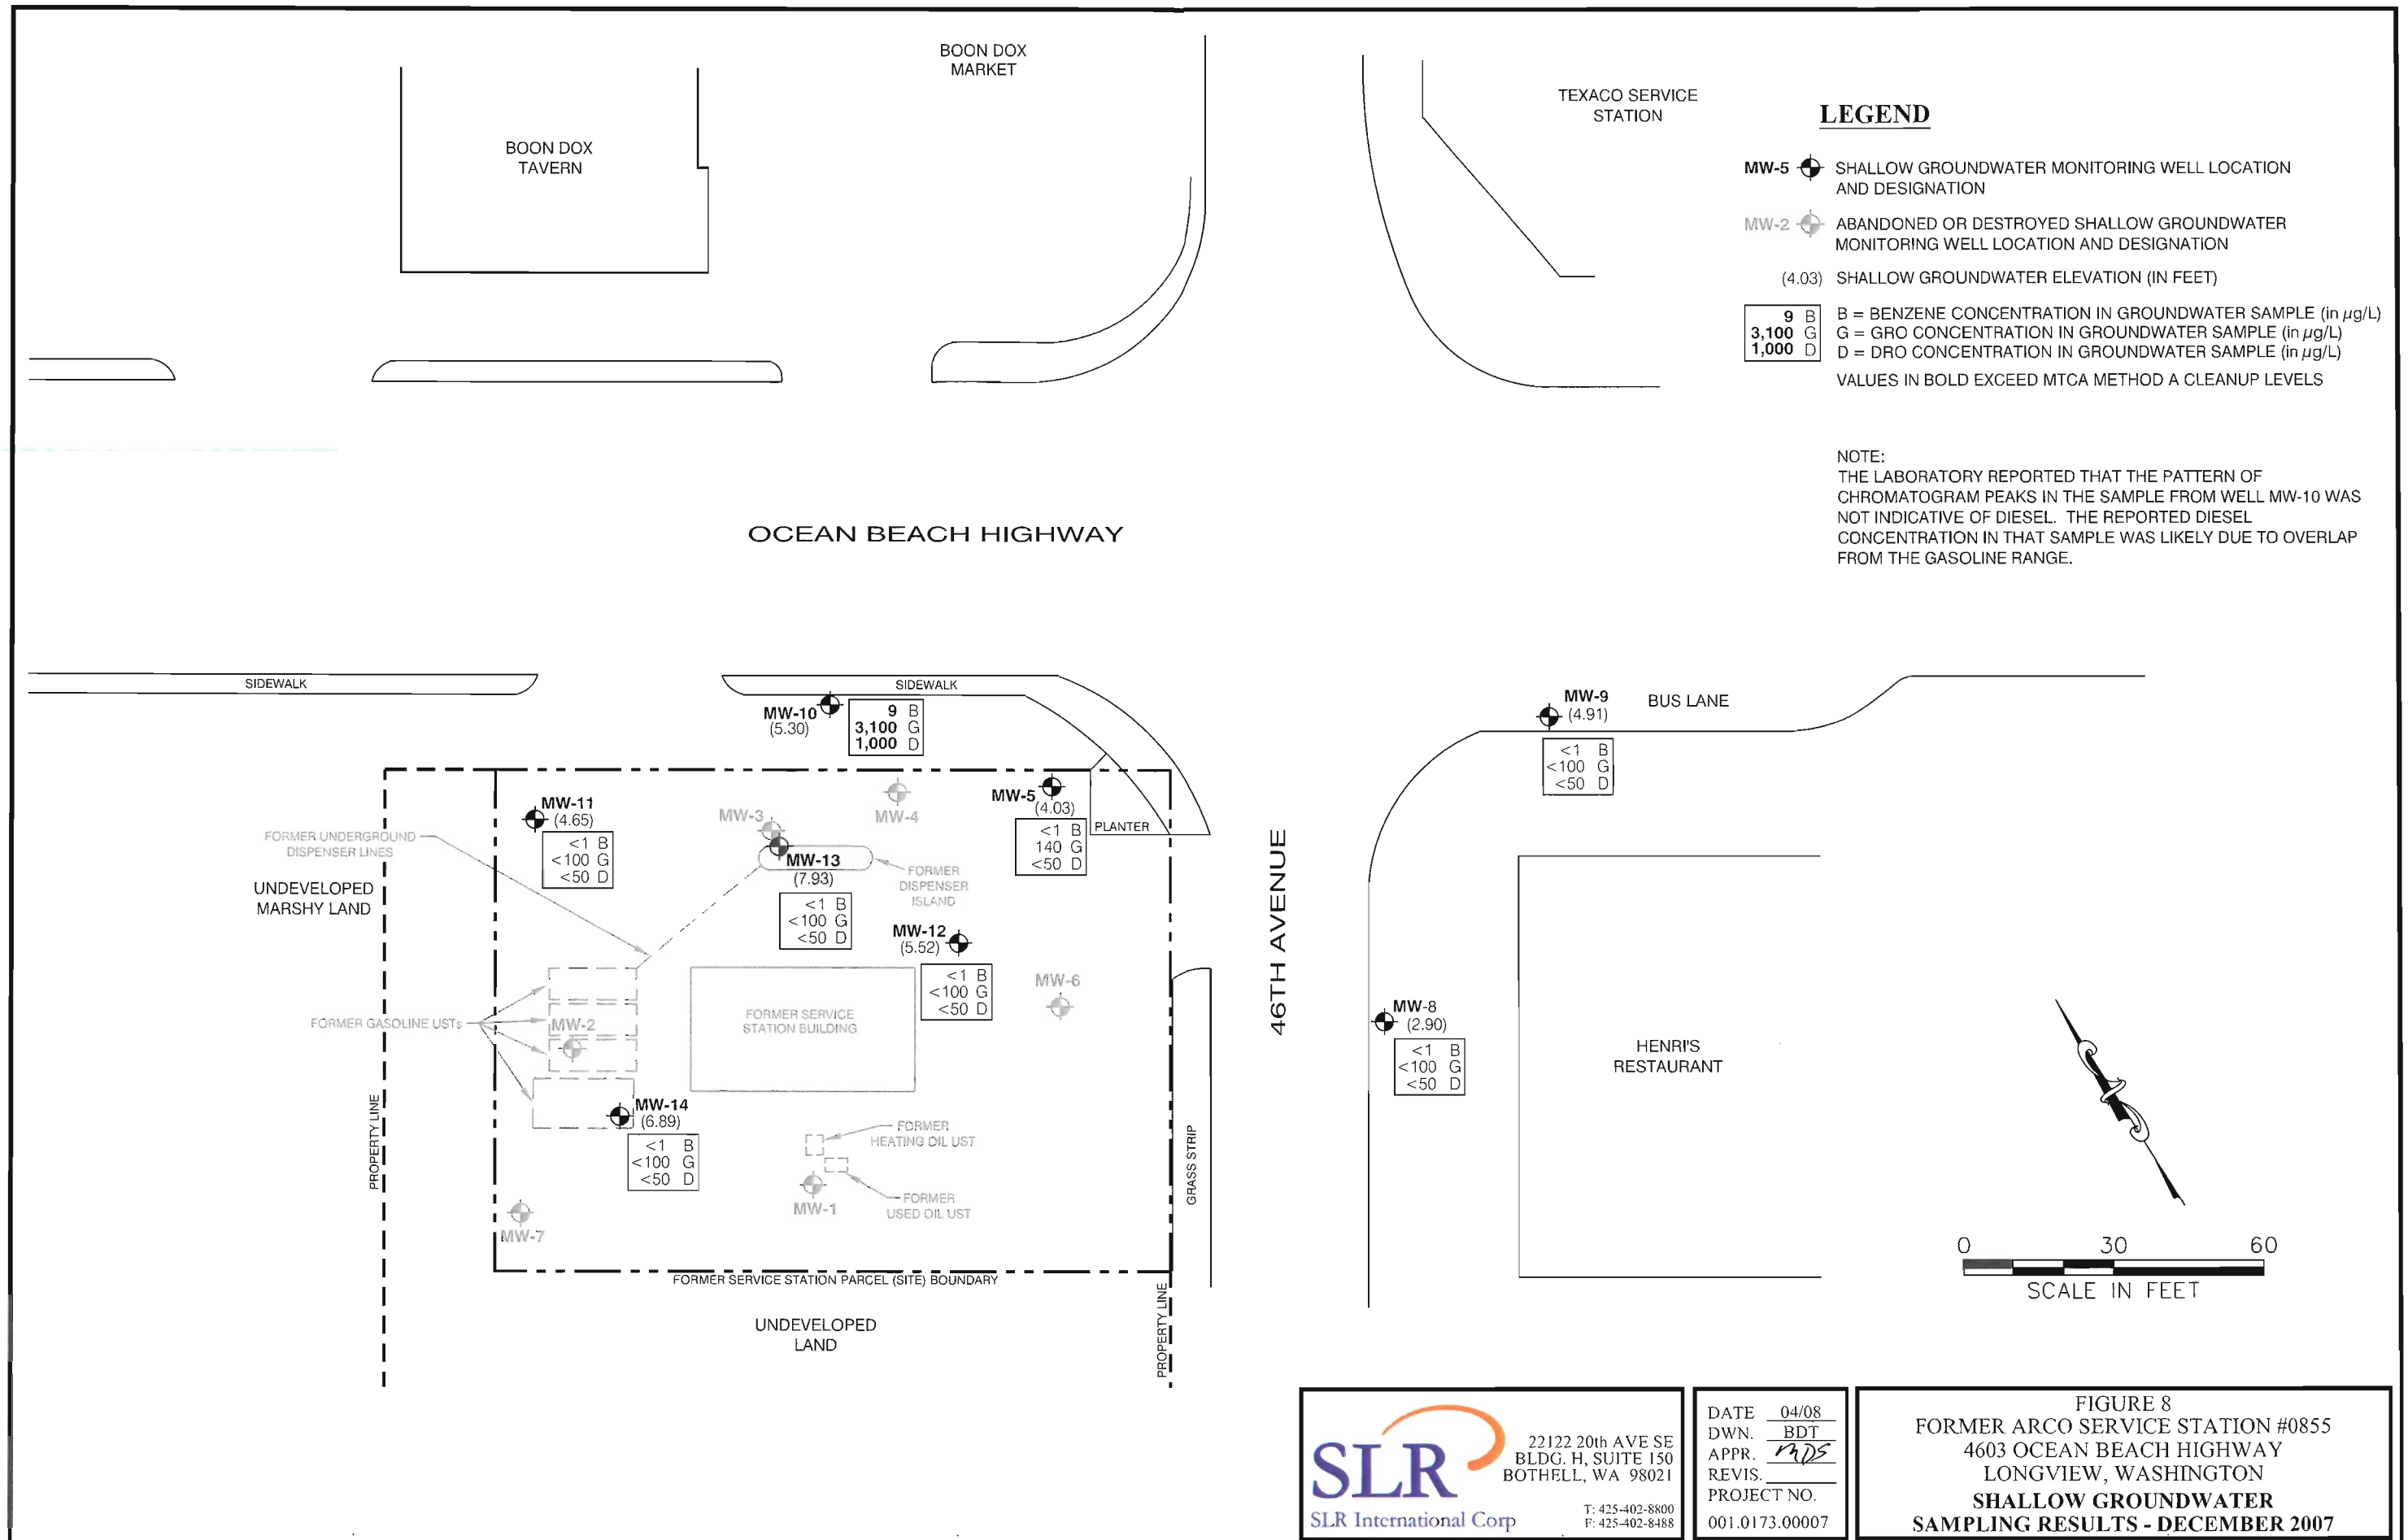 BOON DOX
MARKET
BOON DOX
TAVERN
TEXACO SERVICE
STATION
LEGEND
MW-5 SHALLOW GROUNDWATER MONITORING WELL LOCATION
AND DESIGNATION
MW-2 ABANDONED OR DESTROYED SHALLOW GROUNDWATER
MONITORING WELL LOCATION AND DESIGNATION
(4.03) SHALLOW GROUNDWATER ELEVATION (IN FEET)
9 B B = BENZENE CONCENTRATION IN GROUNDWATER SAMPLE (in µg/L)
3,100 G G = GRO CONCENTRATION IN GROUNDWATER SAMPLE (in µg/L)
1,000 D D = DRO CONCENTRATION IN GROUNDWATER SAMPLE (in µg/L)
VALUES IN BOLD EXCEED MTCA METHOD A CLEANUP LEVELS
NOTE:
THE LABORATORY REPORTED THAT THE PATTERN OF
CHROMATOGRAM PEAKS IN THE SAMPLE FROM WELL MW-10 WAS
NOT INDICATIVE OF DIESEL. THE REPORTED DIESEL
CONCENTRATION IN THAT SAMPLE WAS LIKELY DUE TO OVERLAP
FROM THE GASOLINE RANGE.
OCEAN BEACH HIGHWAY
SIDEWALK
SIDEWALK
MW-10
(5.30)
9 B
3,100 G
1,000 D
MW-9
(4.91)
<1 B
<100 G
<50 D
BUS LANE
MW-11
(4.65)
<1 B
<100 G
<50 D
MW-3
MW-4
MW-5
(4.03)
<1 B
140 G
<50 D
PLANTER
FORMER UNDERGROUND
DISPENSER LINES
UNDEVELOPED
MARSHY LAND
MW-13
(7.93)
<1 B
<100 G
<50 D
FORMER
DISPENSER
ISLAND
MW-12
(5.52)
<1 B
<100 G
<50 D
MW-6
46TH AVENUE
FORMER GASOLINE USTs
MW-2
FORMER SERVICE
STATION BUILDING
MW-8
(2.90)
<1 B
<100 G
<50 D
HENRI'S
RESTAURANT
MW-14
(6.89)
<1 B
<100 G
<50 D
FORMER
HEATING OIL UST
FORMER
USED OIL UST
MW-1
MW-7
PROPERTY LINE
GRASS STRIP
FORMER SERVICE STATION PARCEL (SITE) BOUNDARY
PROPERTY LINE
UNDEVELOPED
LAND
0 30 60
SCALE IN FEET
SLR
SLR International Corp
22122 20th AVE SE
BLDG. H, SUITE 150
BOTHELL, WA 98021
T: 425-402-8800
F: 425-402-8488
DATE 04/08
DWN. BDT
APPR. MDS
REVIS.
PROJECT NO.
001.0173.00007
FIGURE 8
FORMER ARCO SERVICE STATION #0855
4603 OCEAN BEACH HIGHWAY
LONGVIEW, WASHINGTON
SHALLOW GROUNDWATER
SAMPLING RESULTS - DECEMBER 2007